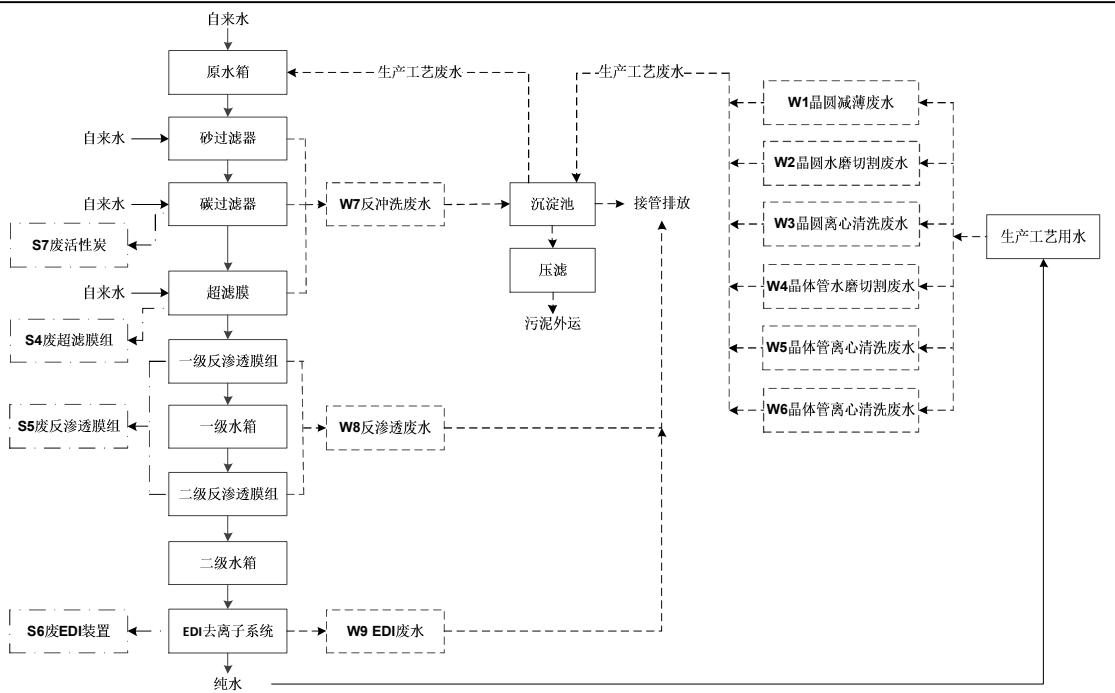 自来水
原水箱
生产工艺废水
生产工艺废水
W1晶圆减薄废水
自来水
砂过滤器
W2晶圆水磨切割废水
自来水
碳过滤器
W7反冲洗废水
沉淀池
接管排放
W3晶圆离心清洗废水
生产工艺用水
S7废活性炭
压滤
W4晶体管水磨切割废水
自来水
超滤膜
污泥外运
S4废超滤膜组
W5晶体管离心清洗废水
一级反渗透膜组
W6晶体管离心清洗废水
S5废反渗透膜组
一级水箱
W8反渗透废水
二级反渗透膜组
二级水箱
S6废EDI装置
EDI去离子系统
W9 EDI废水
纯水